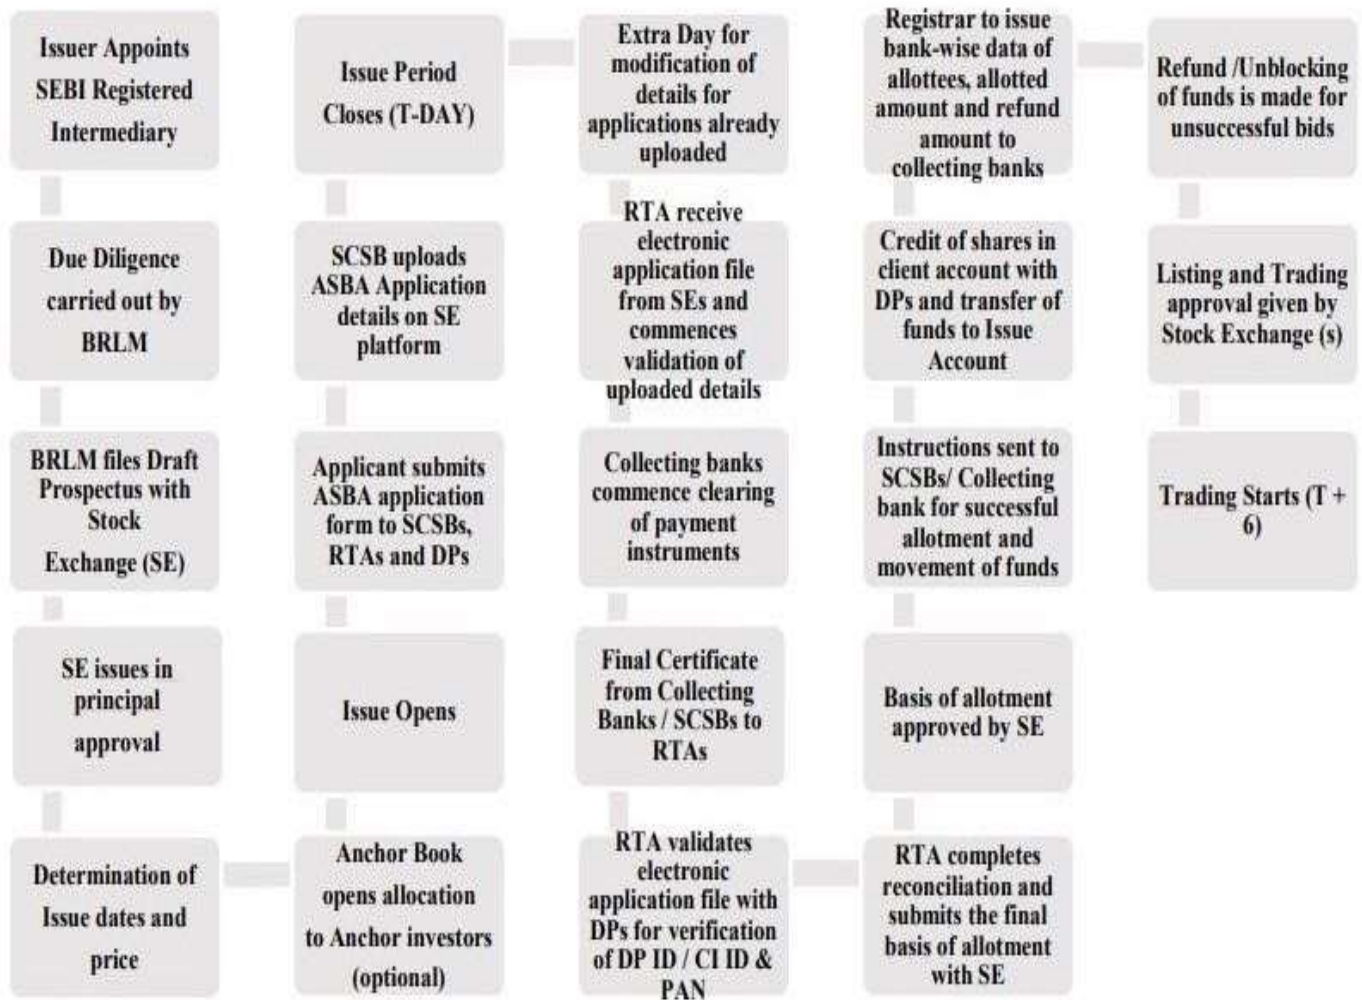 Issuer Appoints
SEBI Registered
Intermediary
Due Diligence
carried out by
BRLM
BRLM files Draft
Prospectus with
Stock
Exchange (SE)
SE issues in
principal
approval
Determination of
Issue dates and
price
Anchor Book
opens allocation
to Anchor investors
(optional)
Issue Opens
Applicant submits
ASBA application
form to SCSBs,
RTAs and DPs
SCSB uploads
ASBA Application
details on SE
platform
Issue Period
Closes (T-DAY)
Extra Day for
modification of
details for
applications already
uploaded
RTA receive
electronic
application file
from SEs and
commences
validation of
uploaded details
Collecting banks
commence clearing
of payment
instruments
Final Certificate
from Collecting
Banks / SCSBs to
RTAs
RTA validates
electronic
application file with
DPs for verification
of DP ID / CI ID &
PAN
RTA completes
reconciliation and
submits the final
basis of allotment
with SE
Basis of allotment
approved by SE
Instructions sent to
SCSBs/ Collecting
bank for successful
allotment and
movement of funds
Credit of shares in
client account with
DPs and transfer of
funds to Issue
Account
Registrar to issue
bank-wise data of
allottees, allotted
amount and refund
amount to
collecting banks
Refund /Unblocking
of funds is made for
unsuccessful bids
Listing and Trading
approval given by
Stock Exchange (s)
Trading Starts (T +
6)